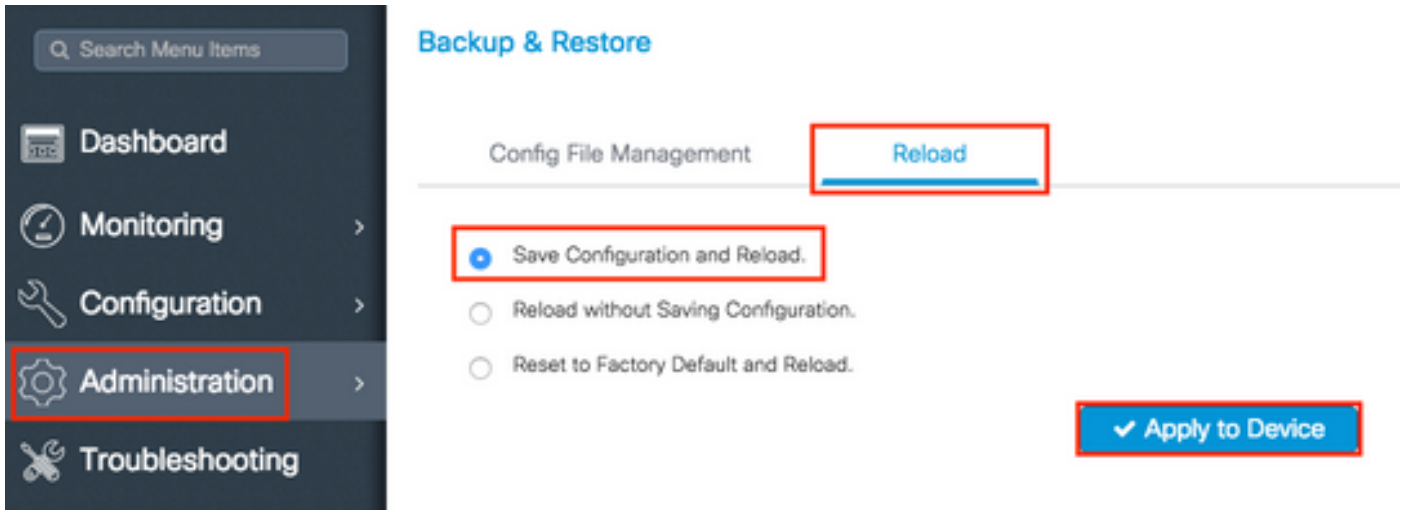 Search Menu Items
Dashboard
Monitoring
Configuration
Administration
Troubleshooting
Backup & Restore
Config File Management
Reload
Save Configuration and Reload.
Reload without Saving Configuration.
Reset to Factory Default and Reload.
Apply to Device